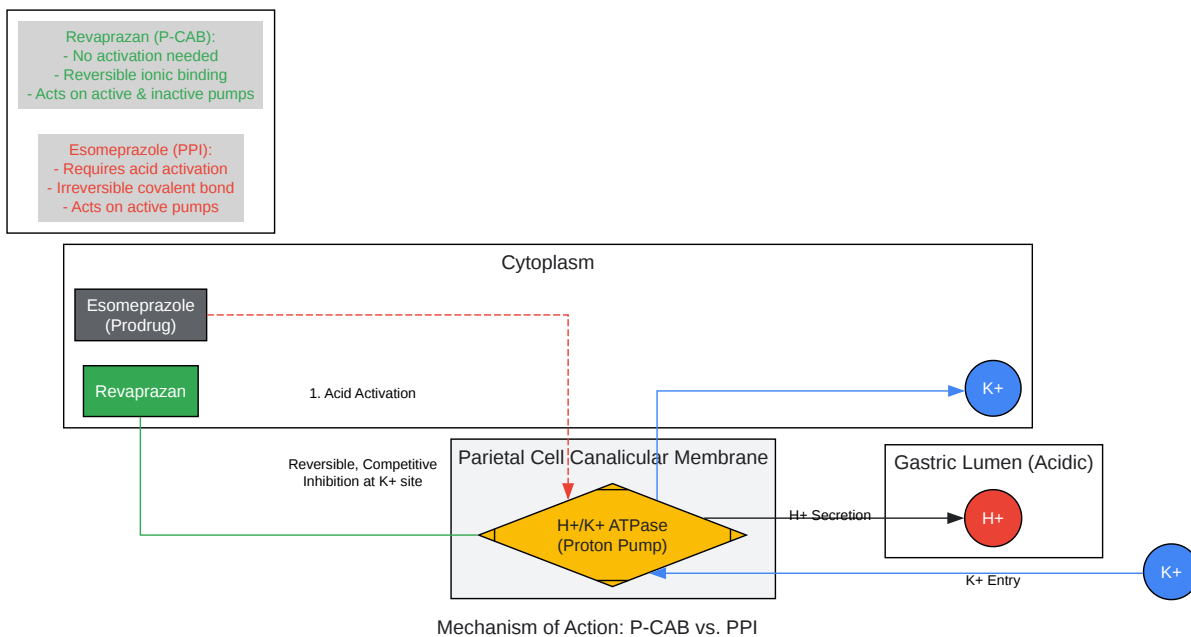 Revaprazan (P-CAB):
- No activation needed
- Reversible ionic binding
- Acts on active & inactive pumps
Esomeprazole (PPI):
- Requires acid activation
- Irreversible covalent bond
- Acts on active pumps
Cytoplasm
Esomeprazole
(Prodrug)
Revaprazan
1. Acid Activation
K+
Reversible, Competitive
Inhibition at K+ site
Parietal Cell Canalicular Membrane
H+/K+ ATPase
(Proton Pump)
H+ Secretion
Gastric Lumen (Acidic)
H+
K+ Entry
K+
Mechanism of Action: P-CAB vs. PPI